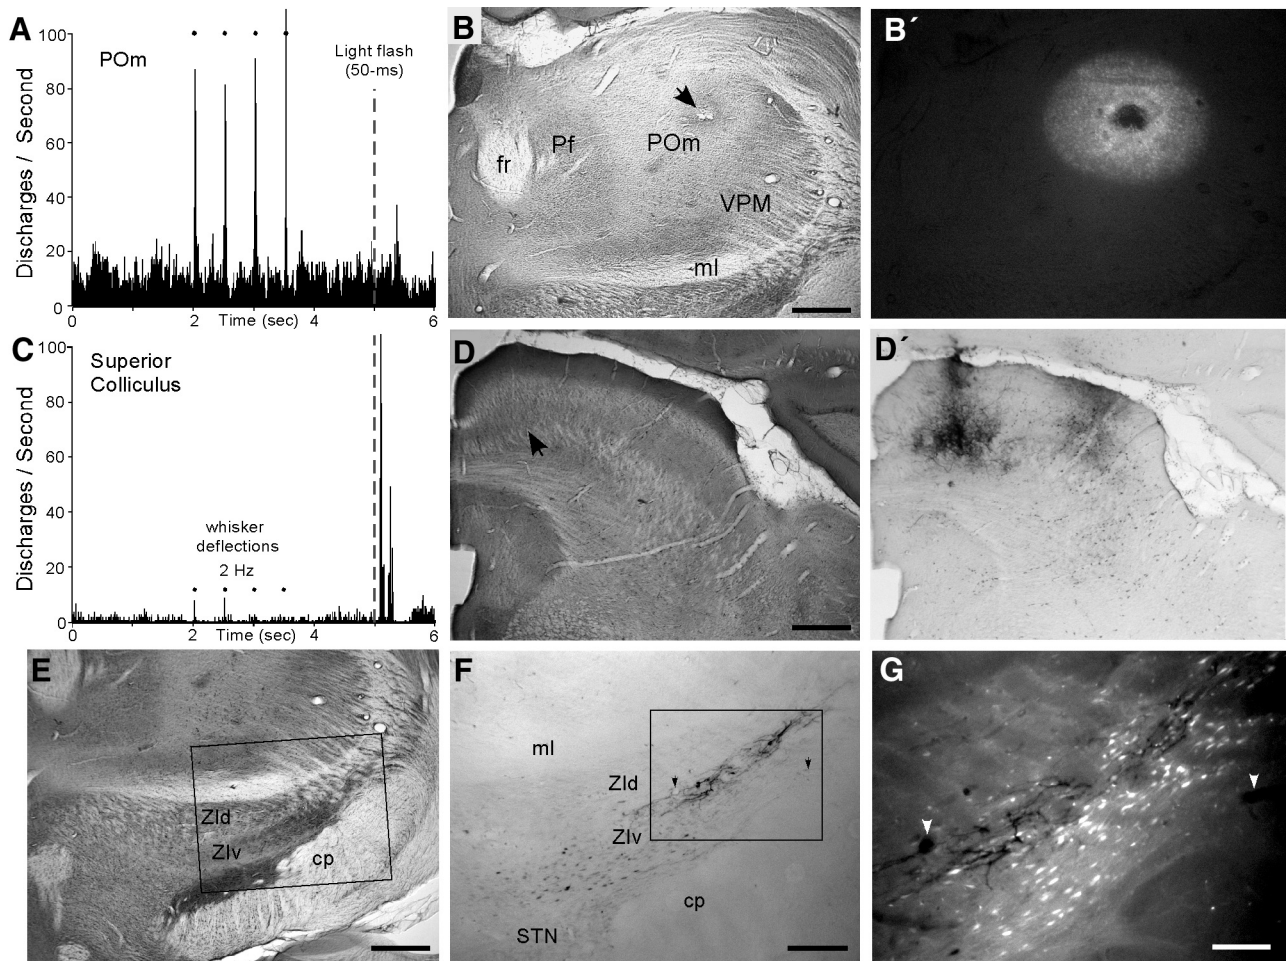 A
POm
Light flash
(50-ms)
Discharges / Second
100
80
60
40
20
0
0
2
4
6
Time (sec)
B
fr
Pf
POm
VPM
ml
B´
C
Superior
Colliculus
Discharges / Second
100
80
60
40
20
0
whisker
deflections
2 Hz
0
2
4
6
Time (sec)
D
D´
E
ZId
ZIv
cp
F
ml
ZId
ZIv
cp
STN
G